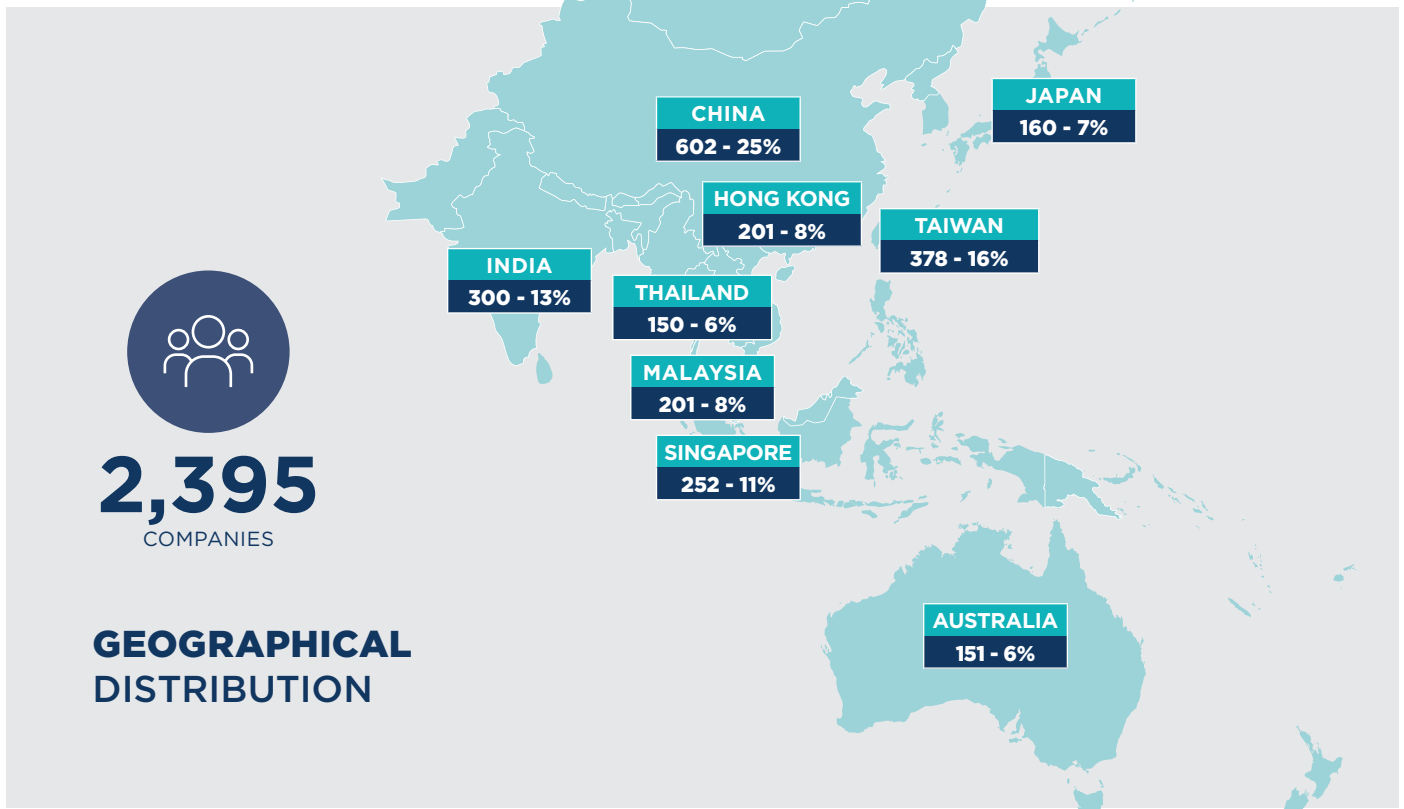 CHINA
602 - 25%
JAPAN
160 - 7%
HONG KONG
201 - 8%
TAIWAN
378 - 16%
INDIA
300 - 13%
THAILAND
150 - 6%
MALAYSIA
201 - 8%
SINGAPORE
252 - 11%
AUSTRALIA
151 - 6%
2,395
COMPANIES
GEOGRAPHICAL
DISTRIBUTION